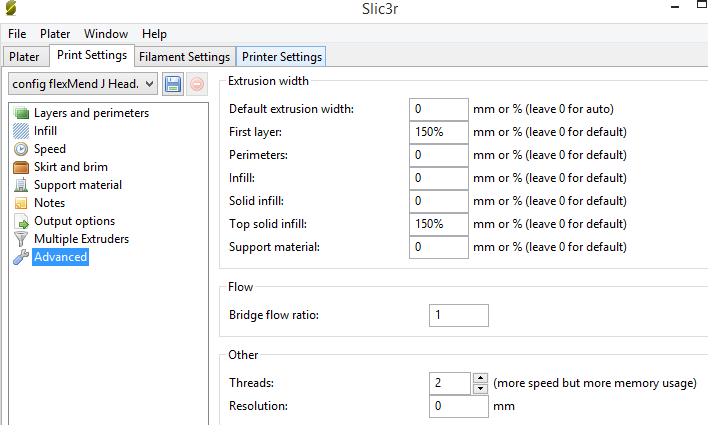 Slic3r
File Plater Window Help
Plater Print Settings Filament Settings Printer Settings
config flexMend J Head.
Layers and perimeters
Infill
Speed
Skirt and brim
Support material
Notes
Output options
Multiple Extruders
Advanced
Extrusion width
Default extrusion width: 0 mm or % (leave 0 for auto)
First layer: 150% mm or % (leave 0 for default)
Perimeters: 0 mm or % (leave 0 for default)
Infill: 0 mm or % (leave 0 for default)
Solid infill: 0 mm or % (leave 0 for default)
Top solid infill: 150% mm or % (leave 0 for default)
Support material: 0 mm or % (leave 0 for default)
Flow
Bridge flow ratio: 1
Other
Threads: 2 (more speed but more memory usage)
Resolution: 0 mm